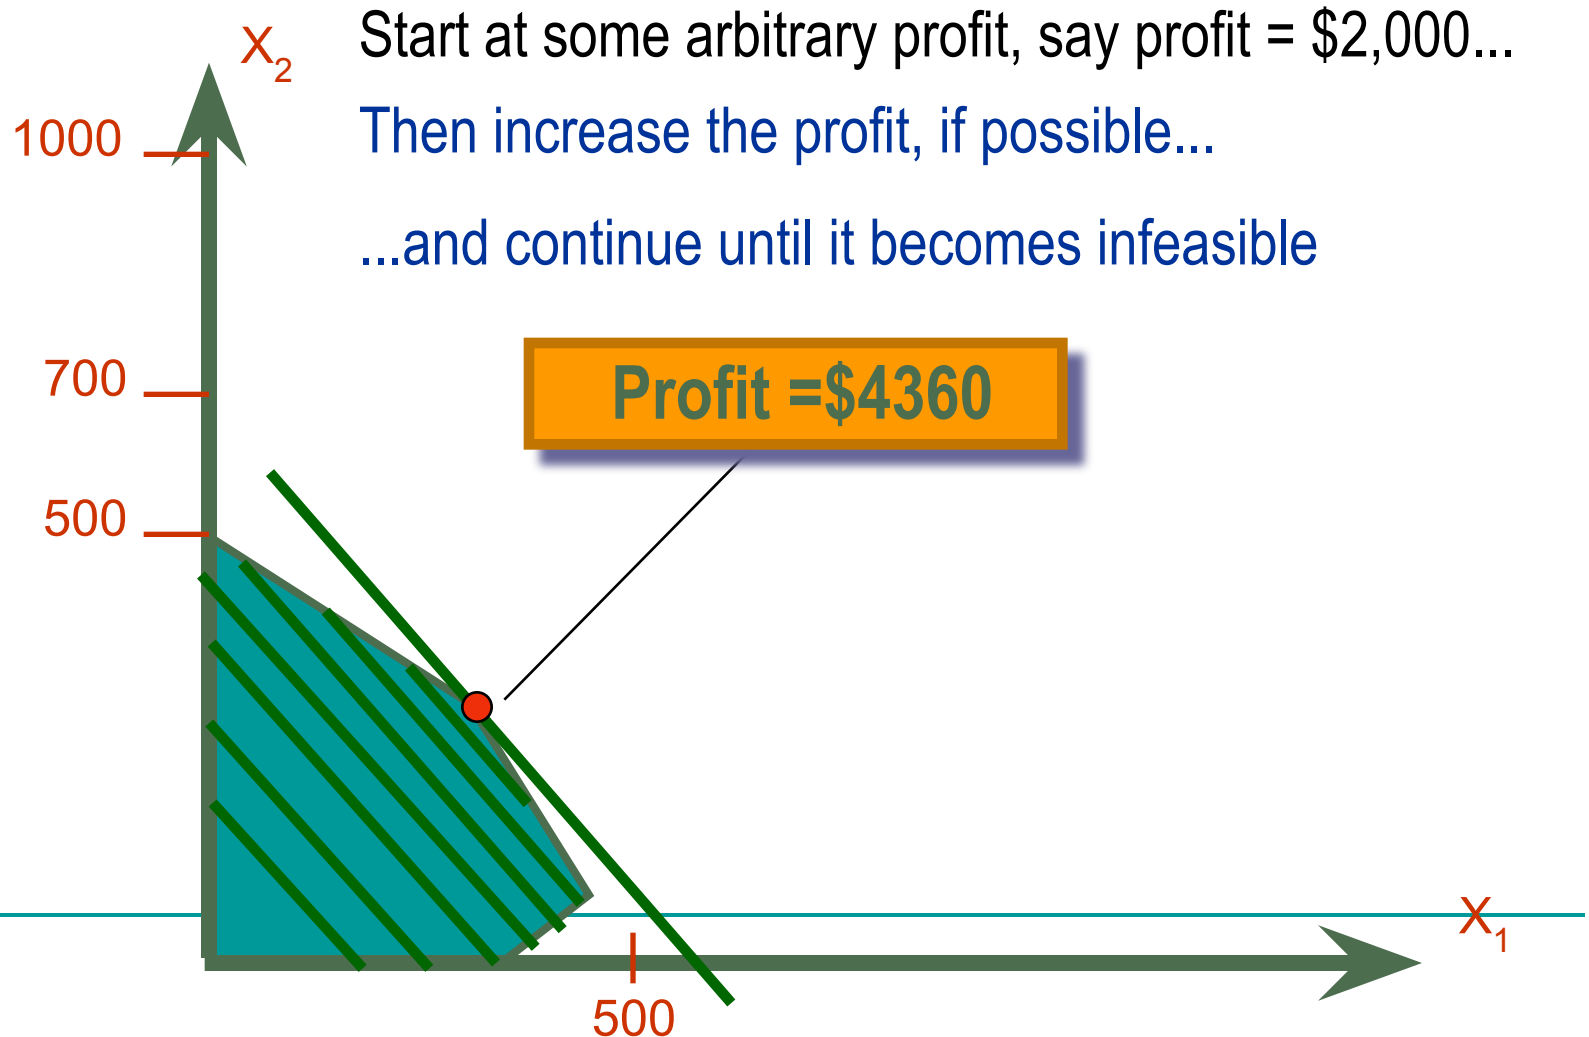 Start at some arbitrary profit, say profit = $2,000...
X2
Then increase the profit, if possible...
1000
...and continue until it becomes infeasible
700
Profit =$4360
500
X1
500